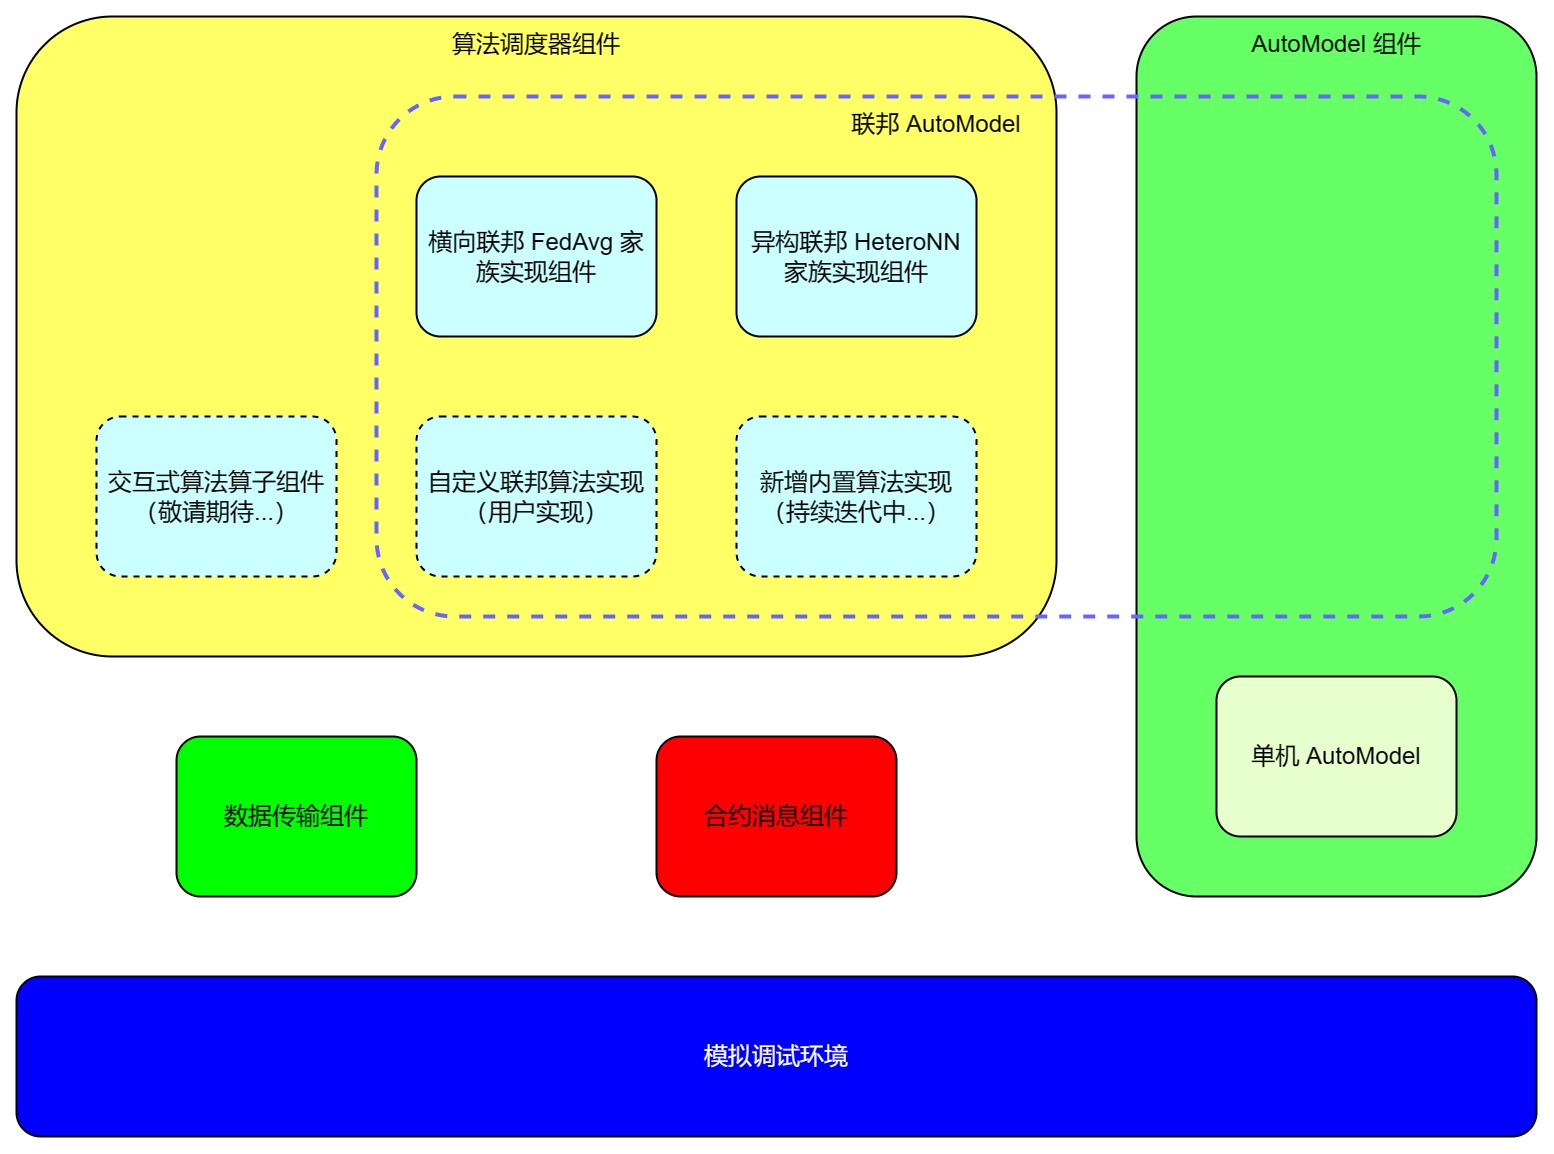 算法调度器组件
AutoModel 组件
联邦 AutoModel
横向联邦 FedAvg 家
族实现组件
异构联邦 HeteroNN
家族实现组件
交互式算法算子组件
（敬请期待...）
自定义联邦算法实现
（用户实现）
新增内置算法实现
（持续迭代中...）
单机 AutoModel
数据传输组件
合约消息组件
模拟调试环境